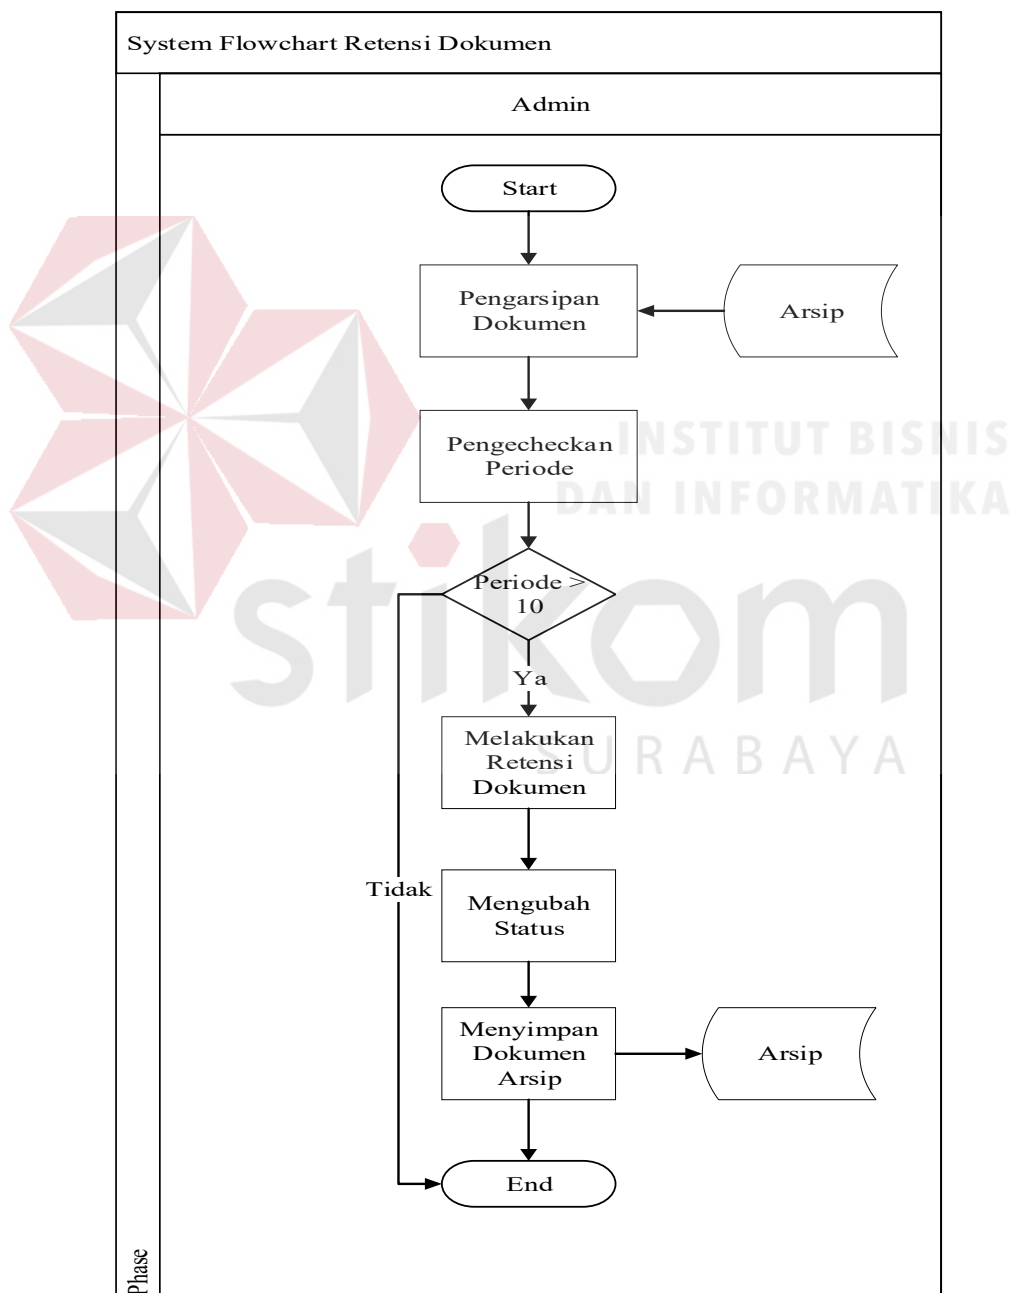 System Flowchart Retensi Dokumen
Admin
Start
Pengarsipan
Dokumen
Arsip
Pengecheckan
Periode
INSTITUT BISNIS
DAN INFORMATIKA
Periode >
10
stikom
Ya
Melakukan
Retensi
Dokumen
SURABAYA
Tidak
Mengubah
Status
Menyimpan
Dokumen
Arsip
Arsip
End
Phase